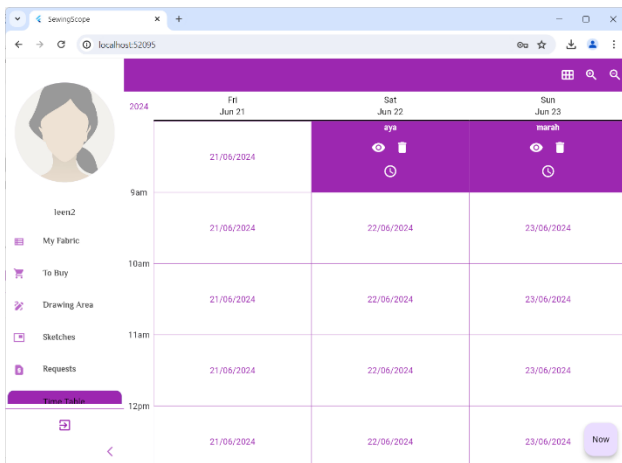 SewingScope
localhost:52095
2024
Fri
Jun 21
Sat
Jun 22
Sun
Jun 23
21/06/2024
aya
marah
9am
leen2
My Fabric
To Buy
Drawing Area
Sketches
Requests
Time Table
21/06/2024 22/06/2024 23/06/2024
10am
21/06/2024 22/06/2024 23/06/2024
11am
21/06/2024 22/06/2024 23/06/2024
12pm
21/06/2024 22/06/2024 23/06/2024
Now